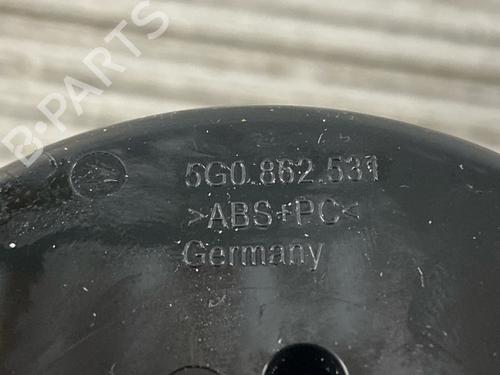 B-PARTS
5G0.862.531
>ABS+PC<
Germany